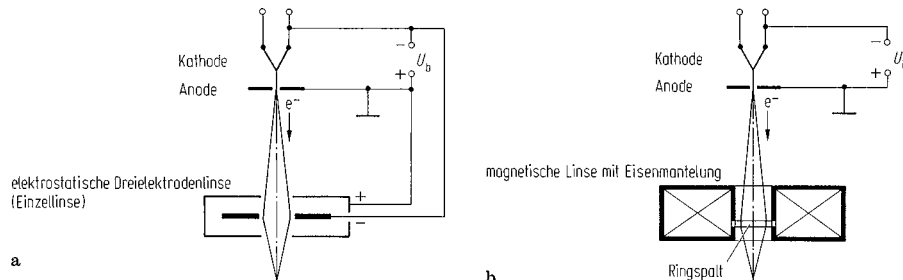 Kathode
−
U_b
+
Anode
e⁻
elektrostatische Dreielektrodenlinse
(Einzellinse)
+
−
a
Kathode
−
+
Anode
e⁻
magnetische Linse mit Eisenmantelung
Ringspalt